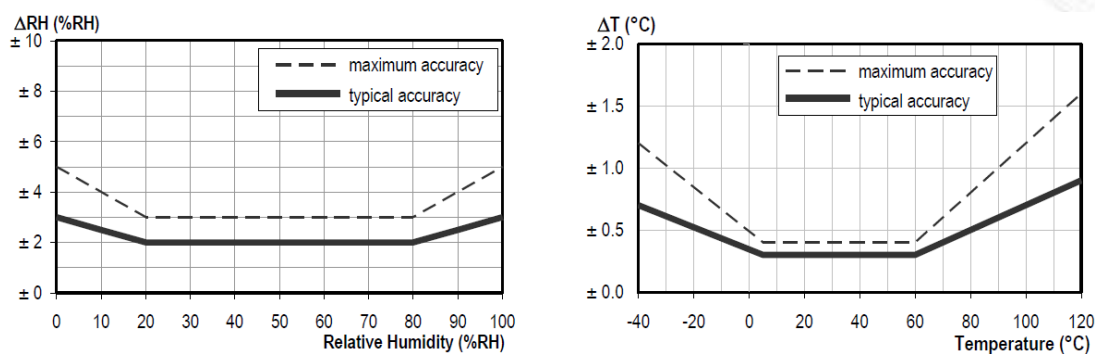 ΔRH (%RH)
± 10
± 8
± 6
± 4
± 2
± 0
maximum accuracy
typical accuracy
0 10 20 30 40 50 60 70 80 90 100
Relative Humidity (%RH)
ΔT (°C)
± 2.0
± 1.5
± 1.0
± 0.5
± 0.0
maximum accuracy
typical accuracy
-40 -20 0 20 40 60 80 100 120
Temperature (°C)